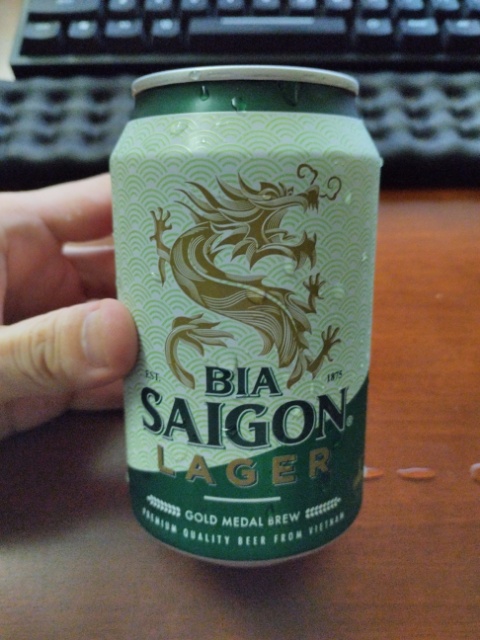 EST 1875
BIA
SAIGON®
LAGER
GOLD MEDAL BREW
PREMIUM QUALITY BEER FROM VIETNAM